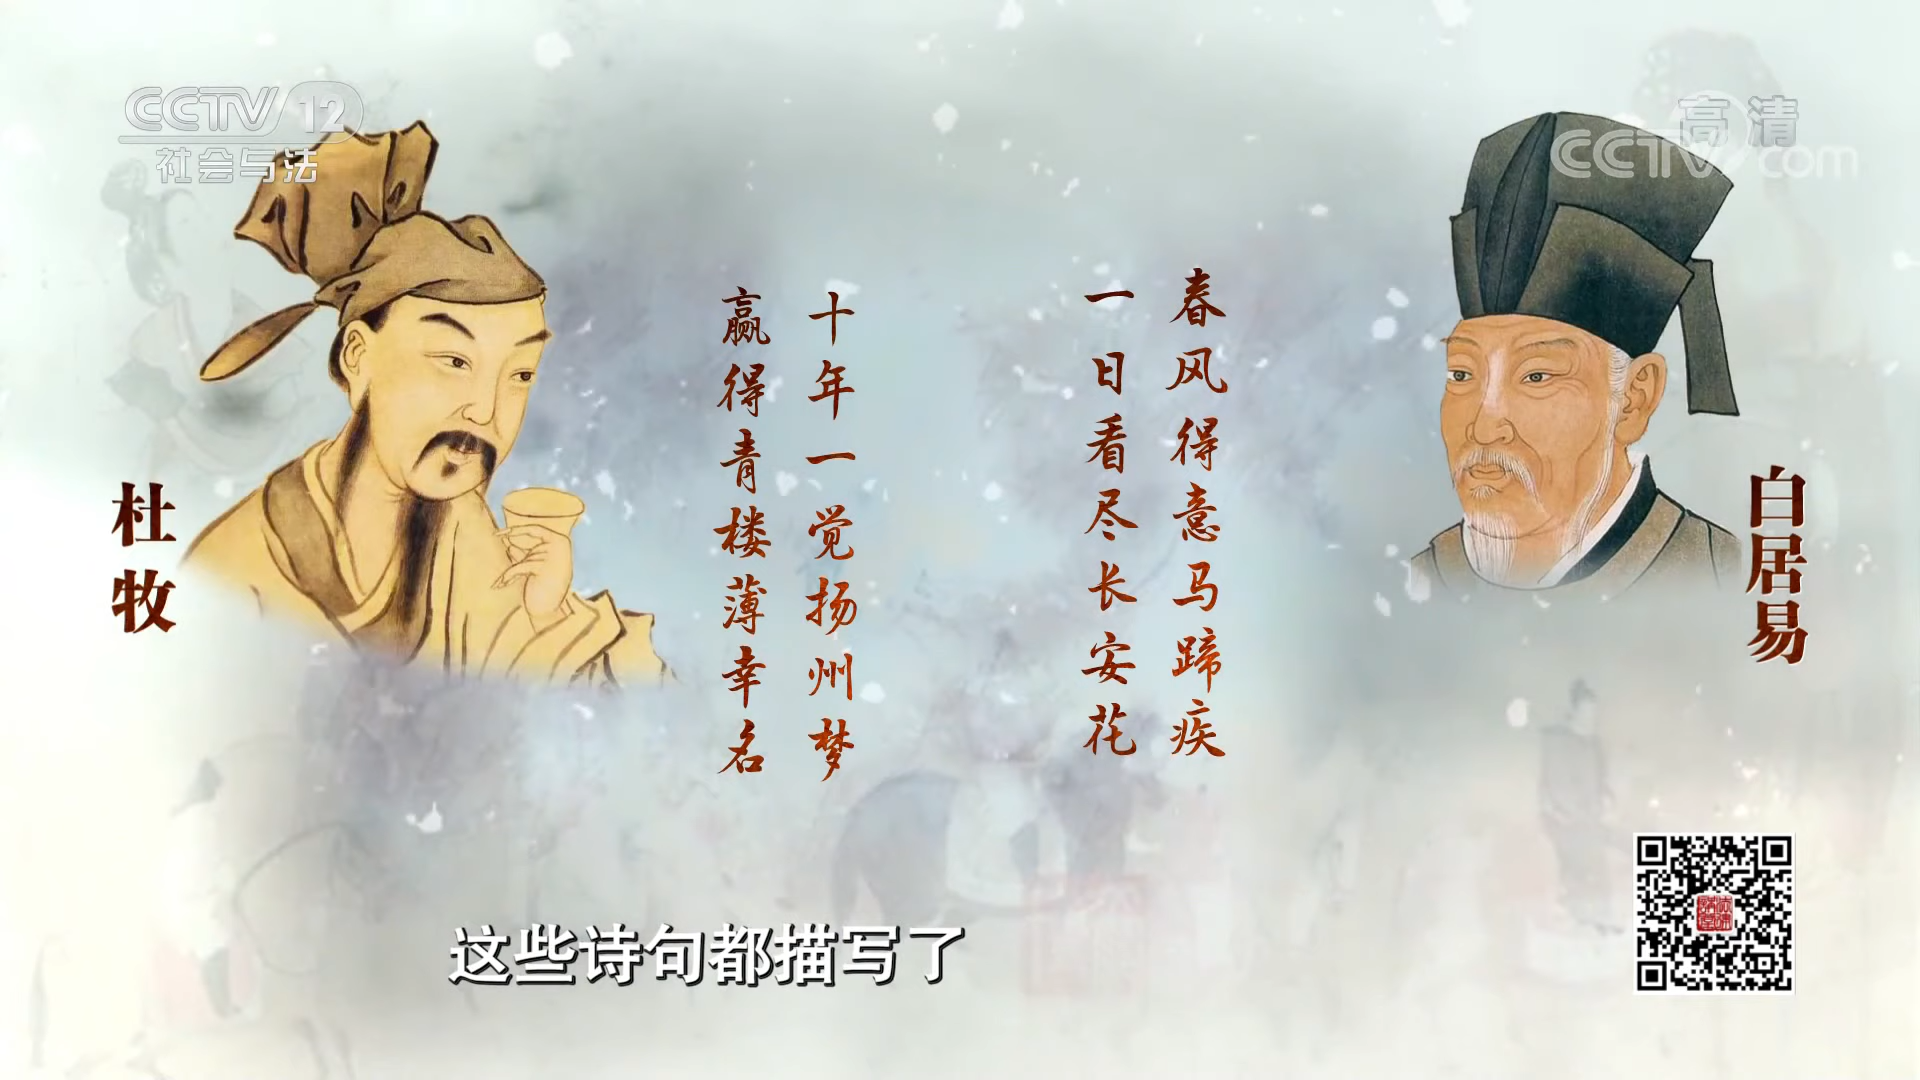 CCTV 12
社会与法
高清
CCTV.com
杜牧
十年一觉扬州梦
赢得青楼薄幸名
春风得意马蹄疾
一日看尽长安花
白居易
这些诗句都描写了